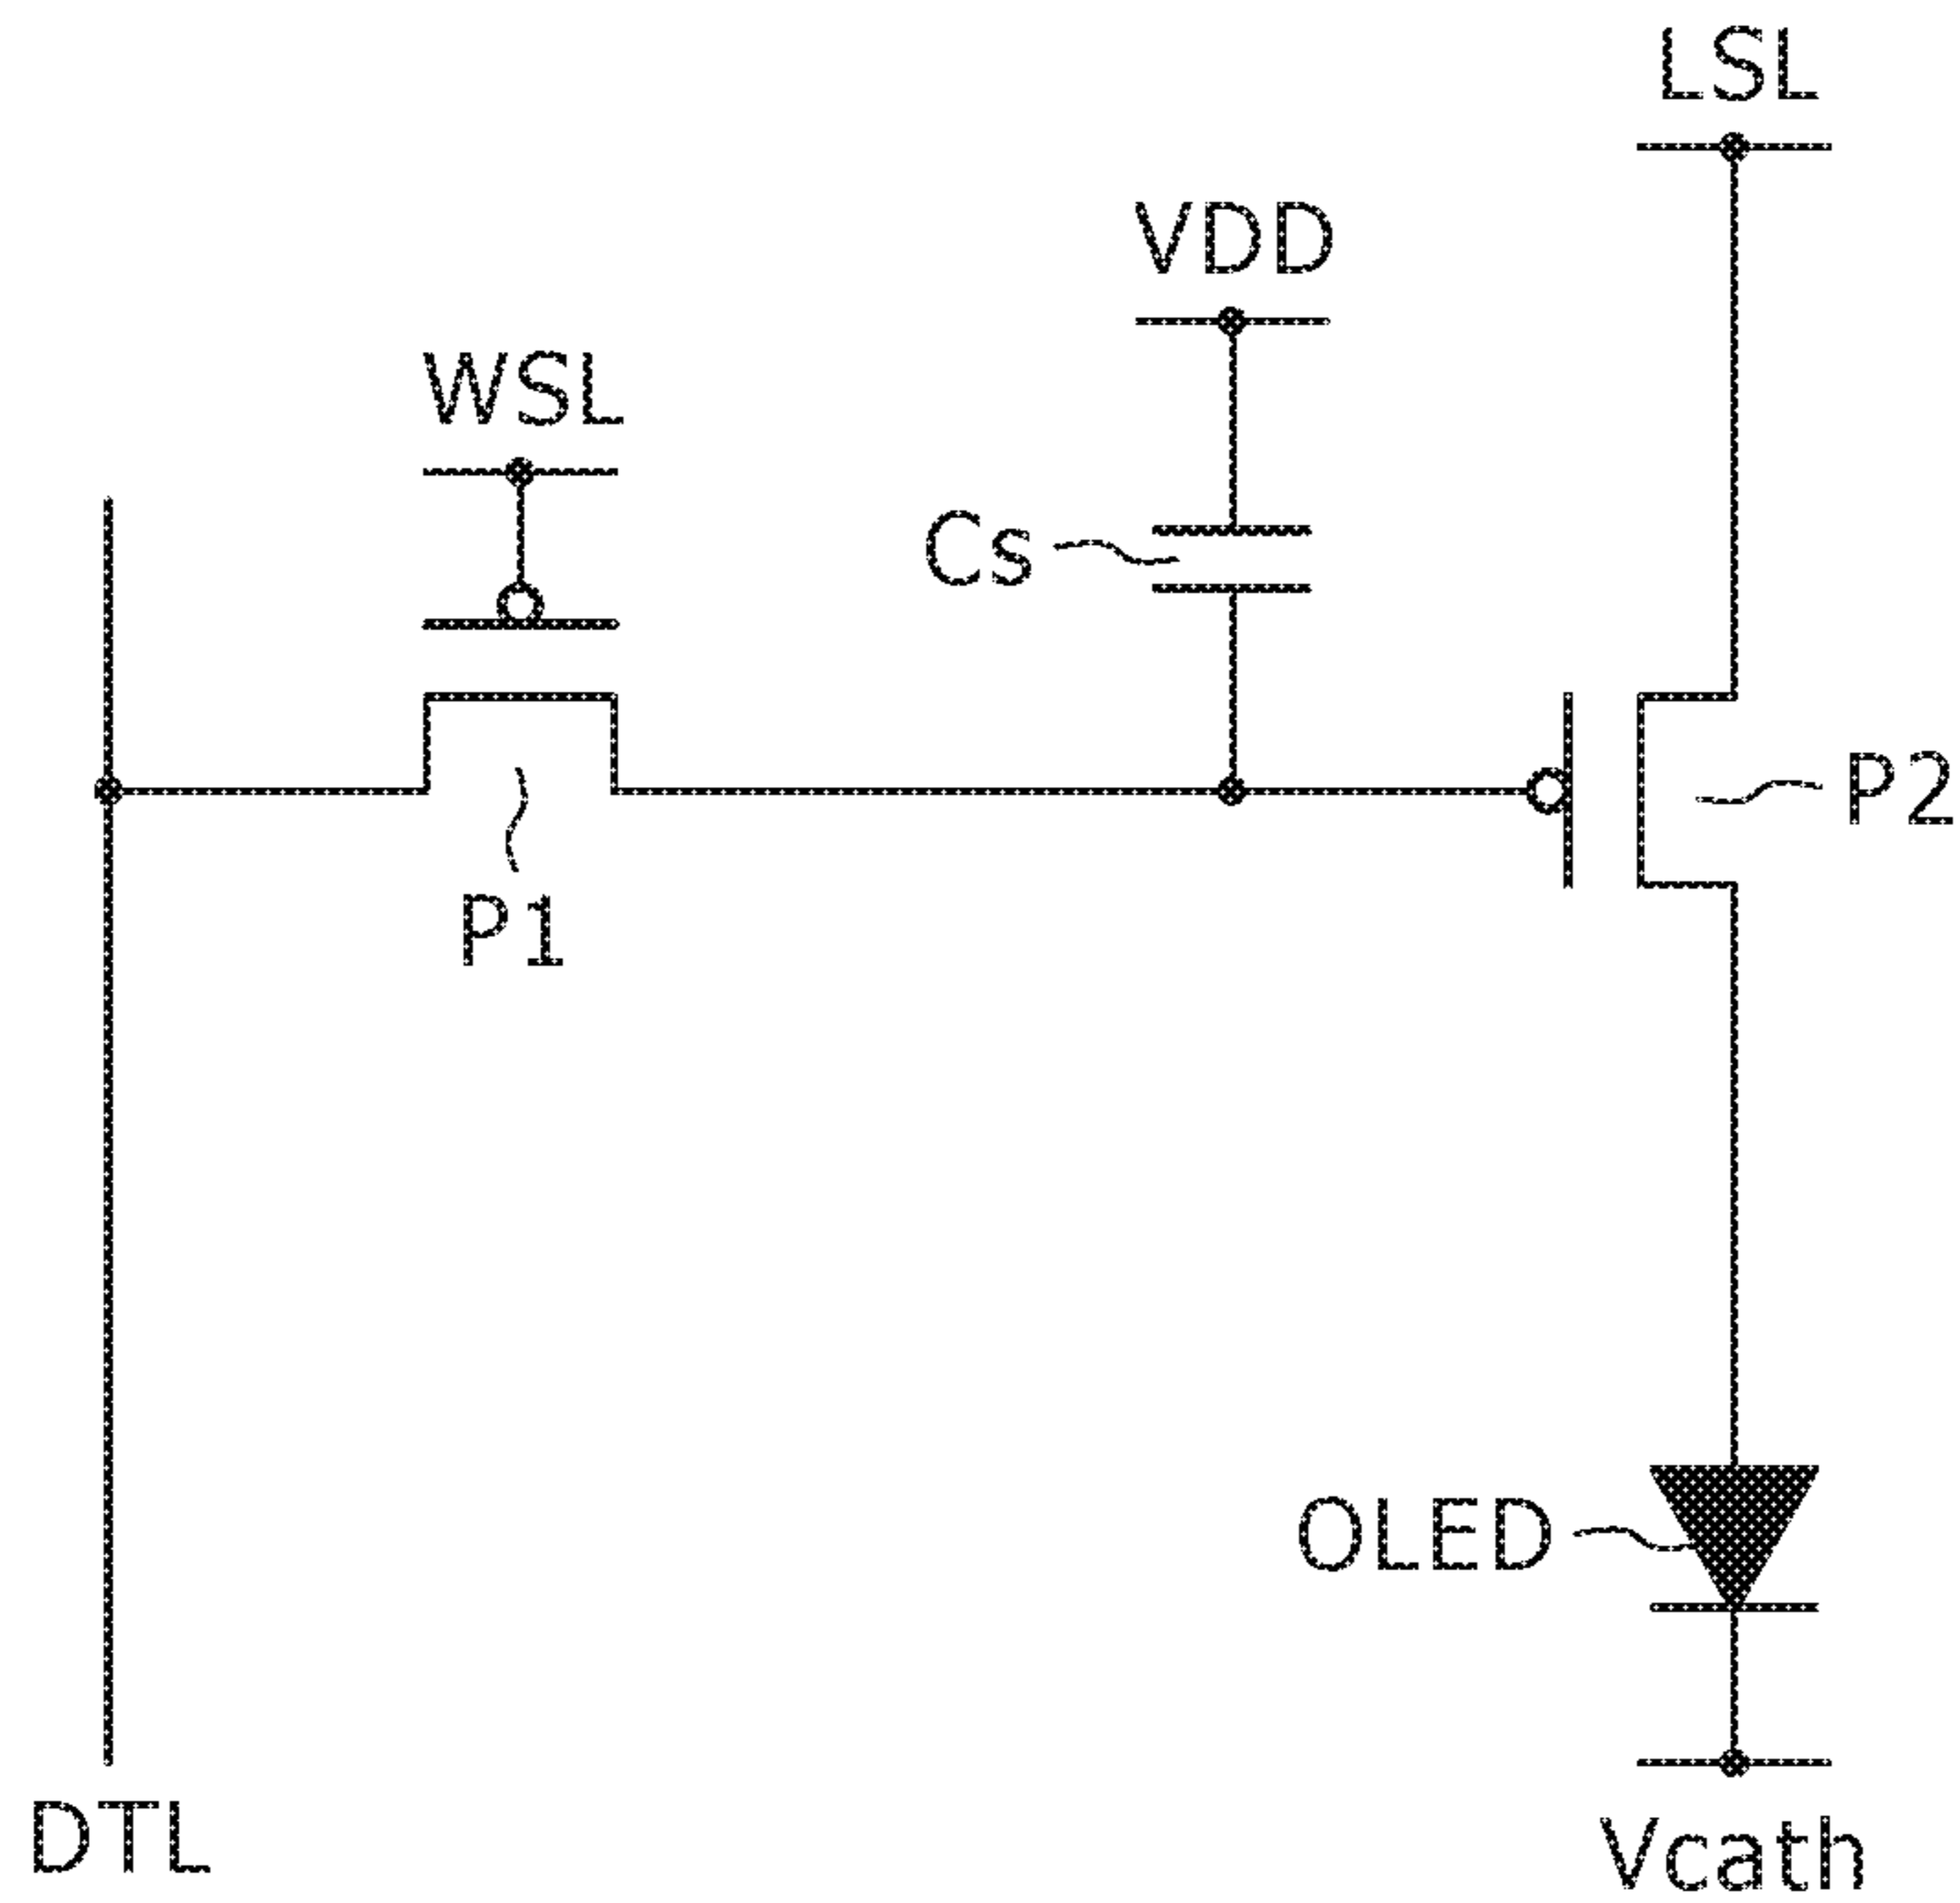 LSL
VDD
WSL
Cs
P2
P1
OLED
DTL
Vcath